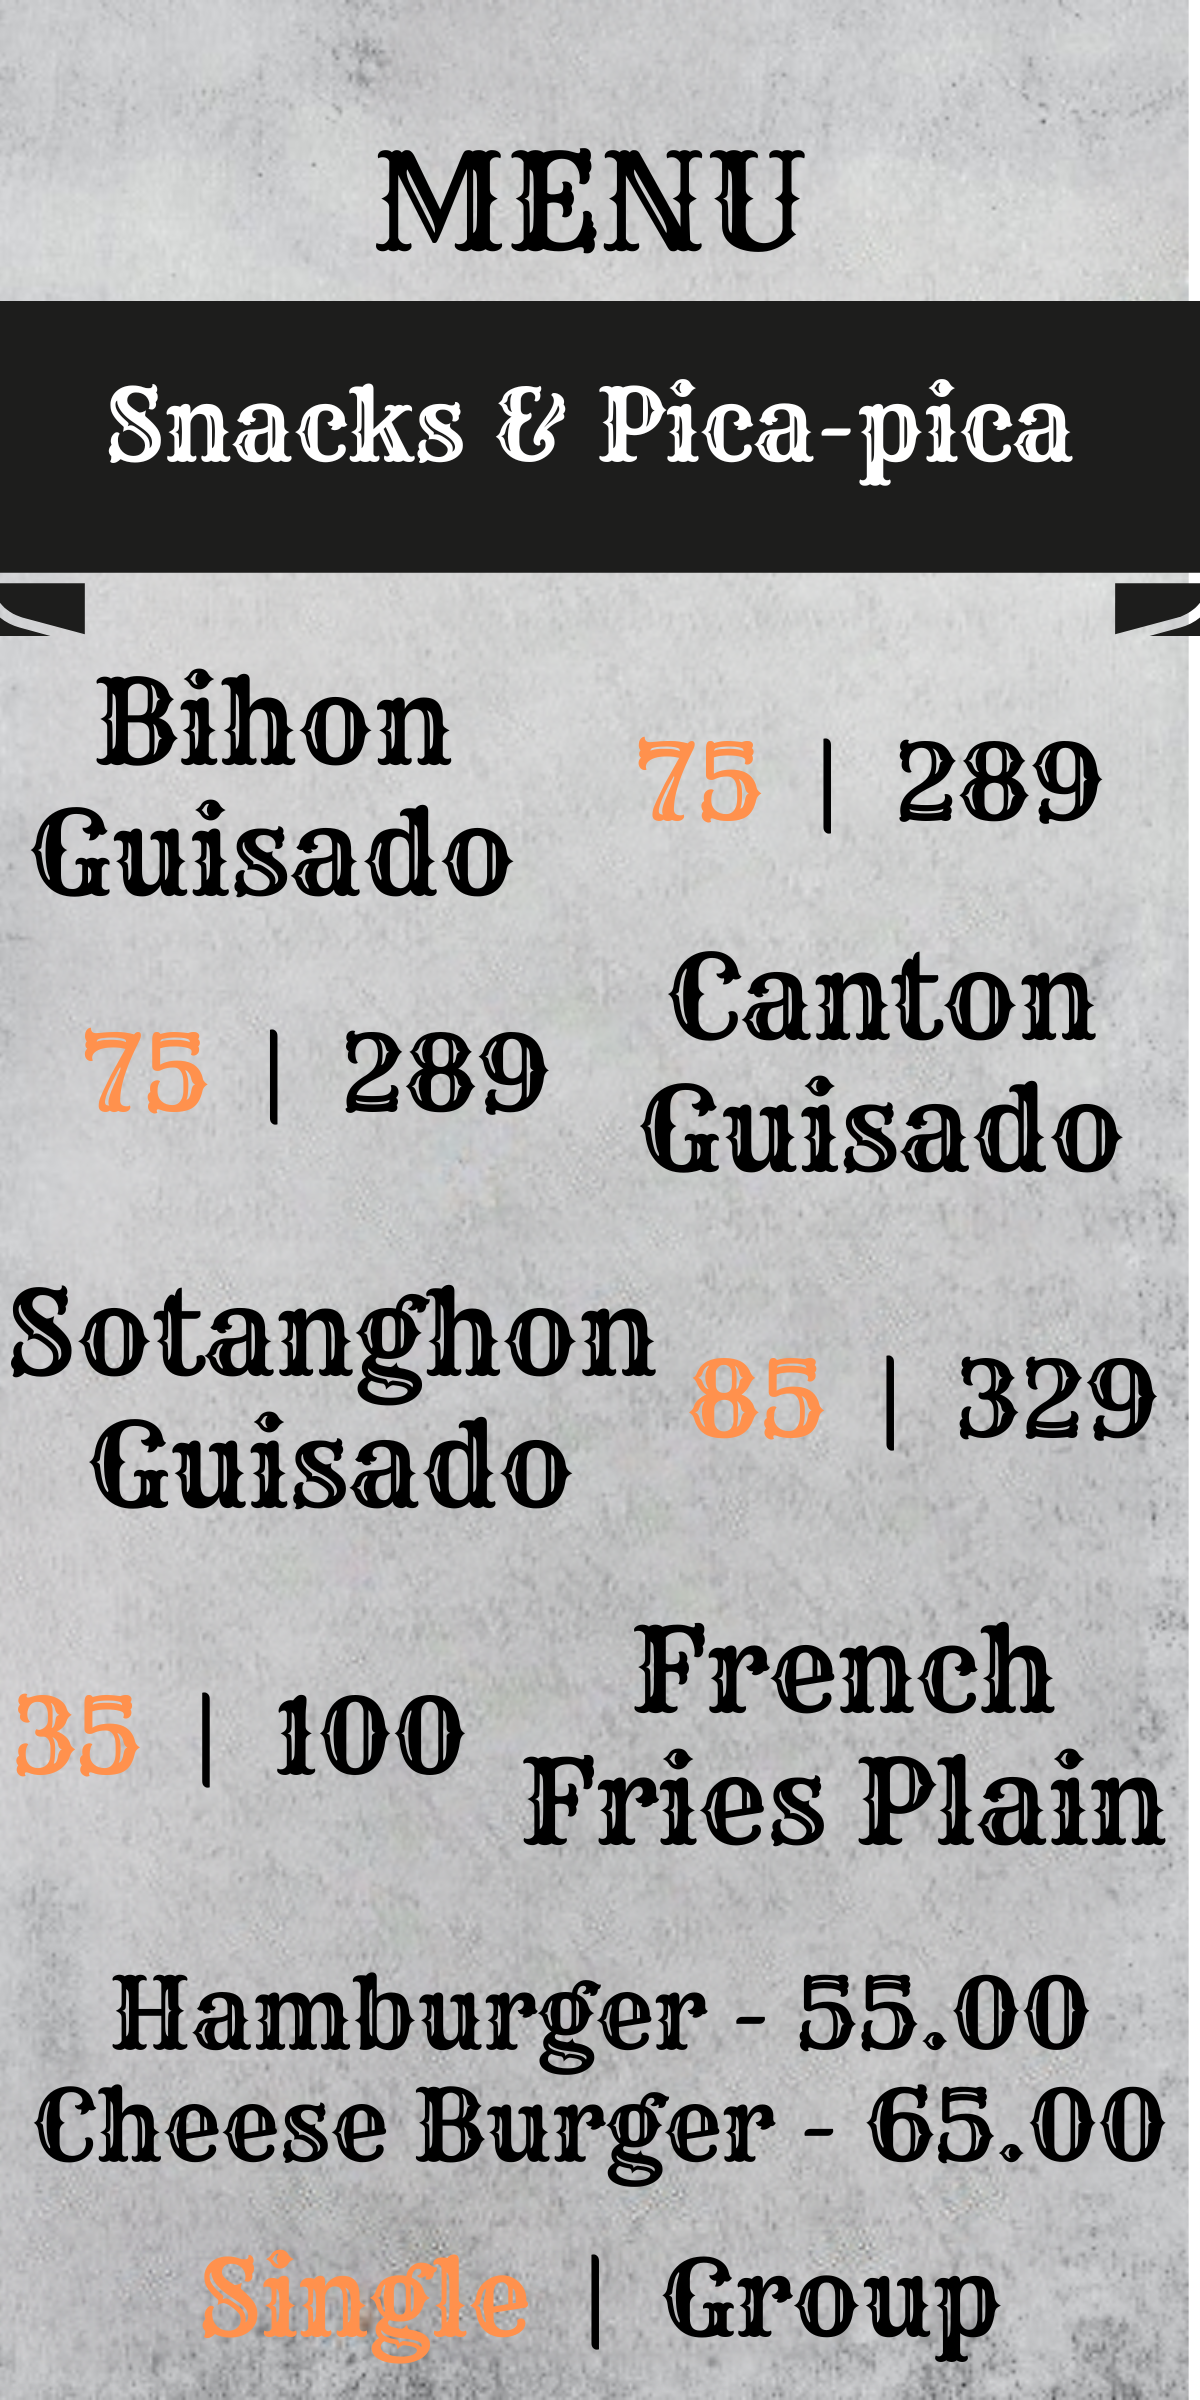 MENU
Snacks & Pica-pica
Bihon
Guisado
75 | 289
75 | 289
Canton
Guisado
Sotanghon
Guisado
85 | 329
35 | 100
French
Fries Plain
Hamburger - 55.00
Cheese Burger - 65.00
Single | Group